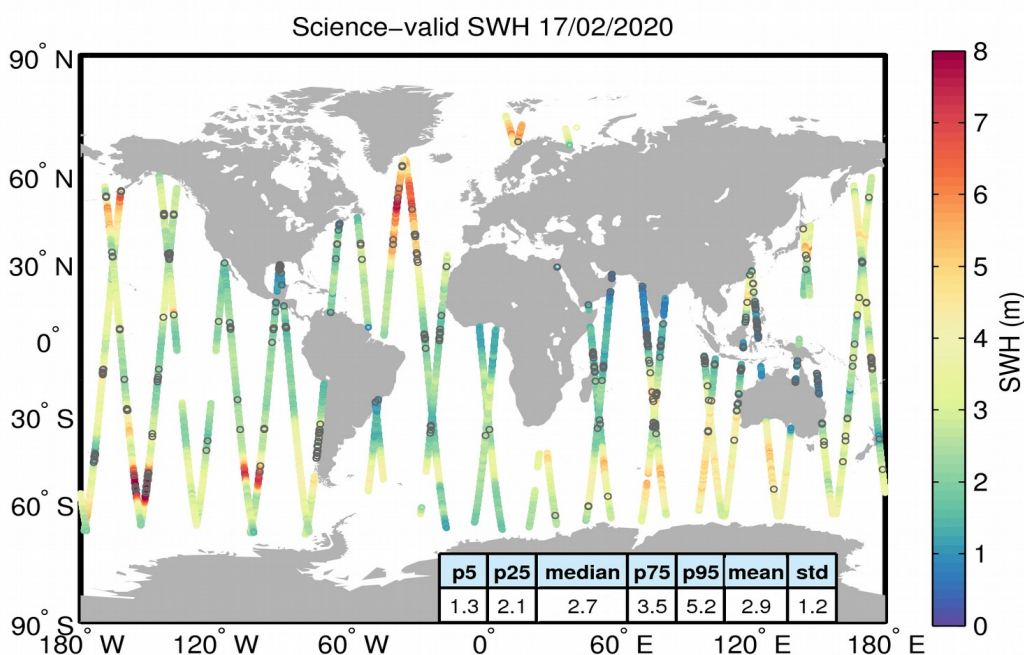 Science−valid SWH 17/02/2020
90° N
60° N
30° N
0°
30° S
60° S
90° S
180° W
120° W
60° W
0°
60° E
120° E
180° E
p5 p25 median p75 p95 mean std
1.3 2.1 2.7 3.5 5.2 2.9 1.2
8
7
6
5
4
3
2
1
0
SWH (m)